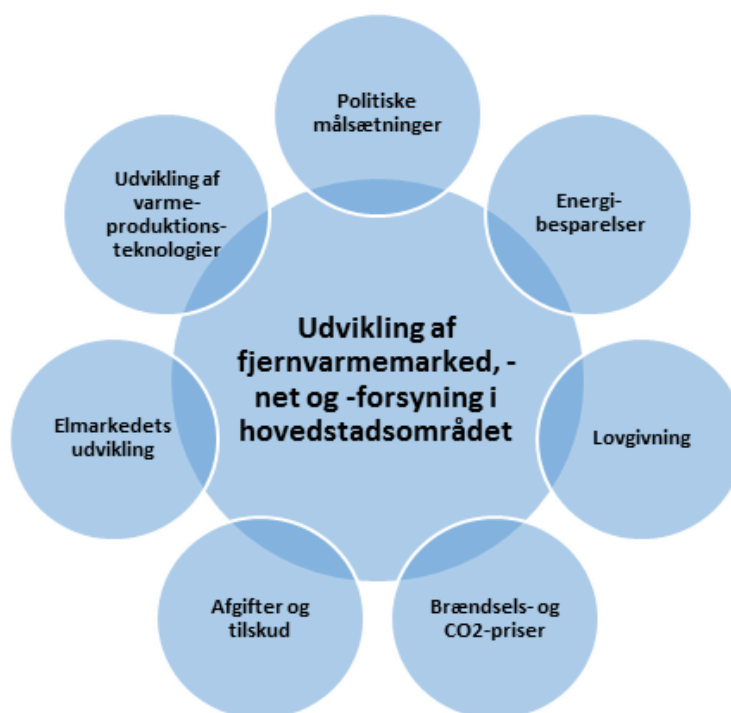 Politiske
målsætninger
Energi-
besparelser
Lovgivning
Brændsels- og
CO2-priser
Afgifter og
tilskud
Elmarkedets
udvikling
Udvikling af
varme-
produktions-
teknologier
Udvikling af
fjernvarmemarked, -
net og -forsyning i
hovedstadsområdet